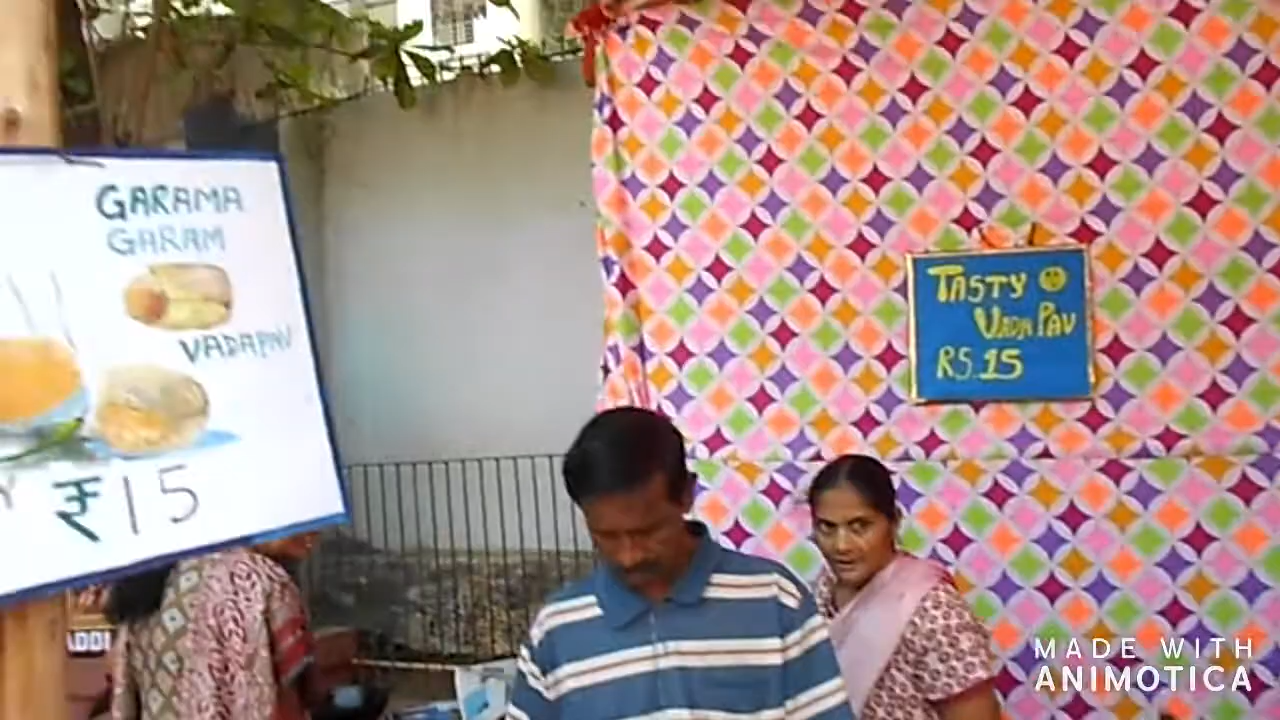 GARAMA
GARAM
VADAPAV
₹15
TASTY
VADA PAV
RS.15
MADE WITH
ANIMOTICA